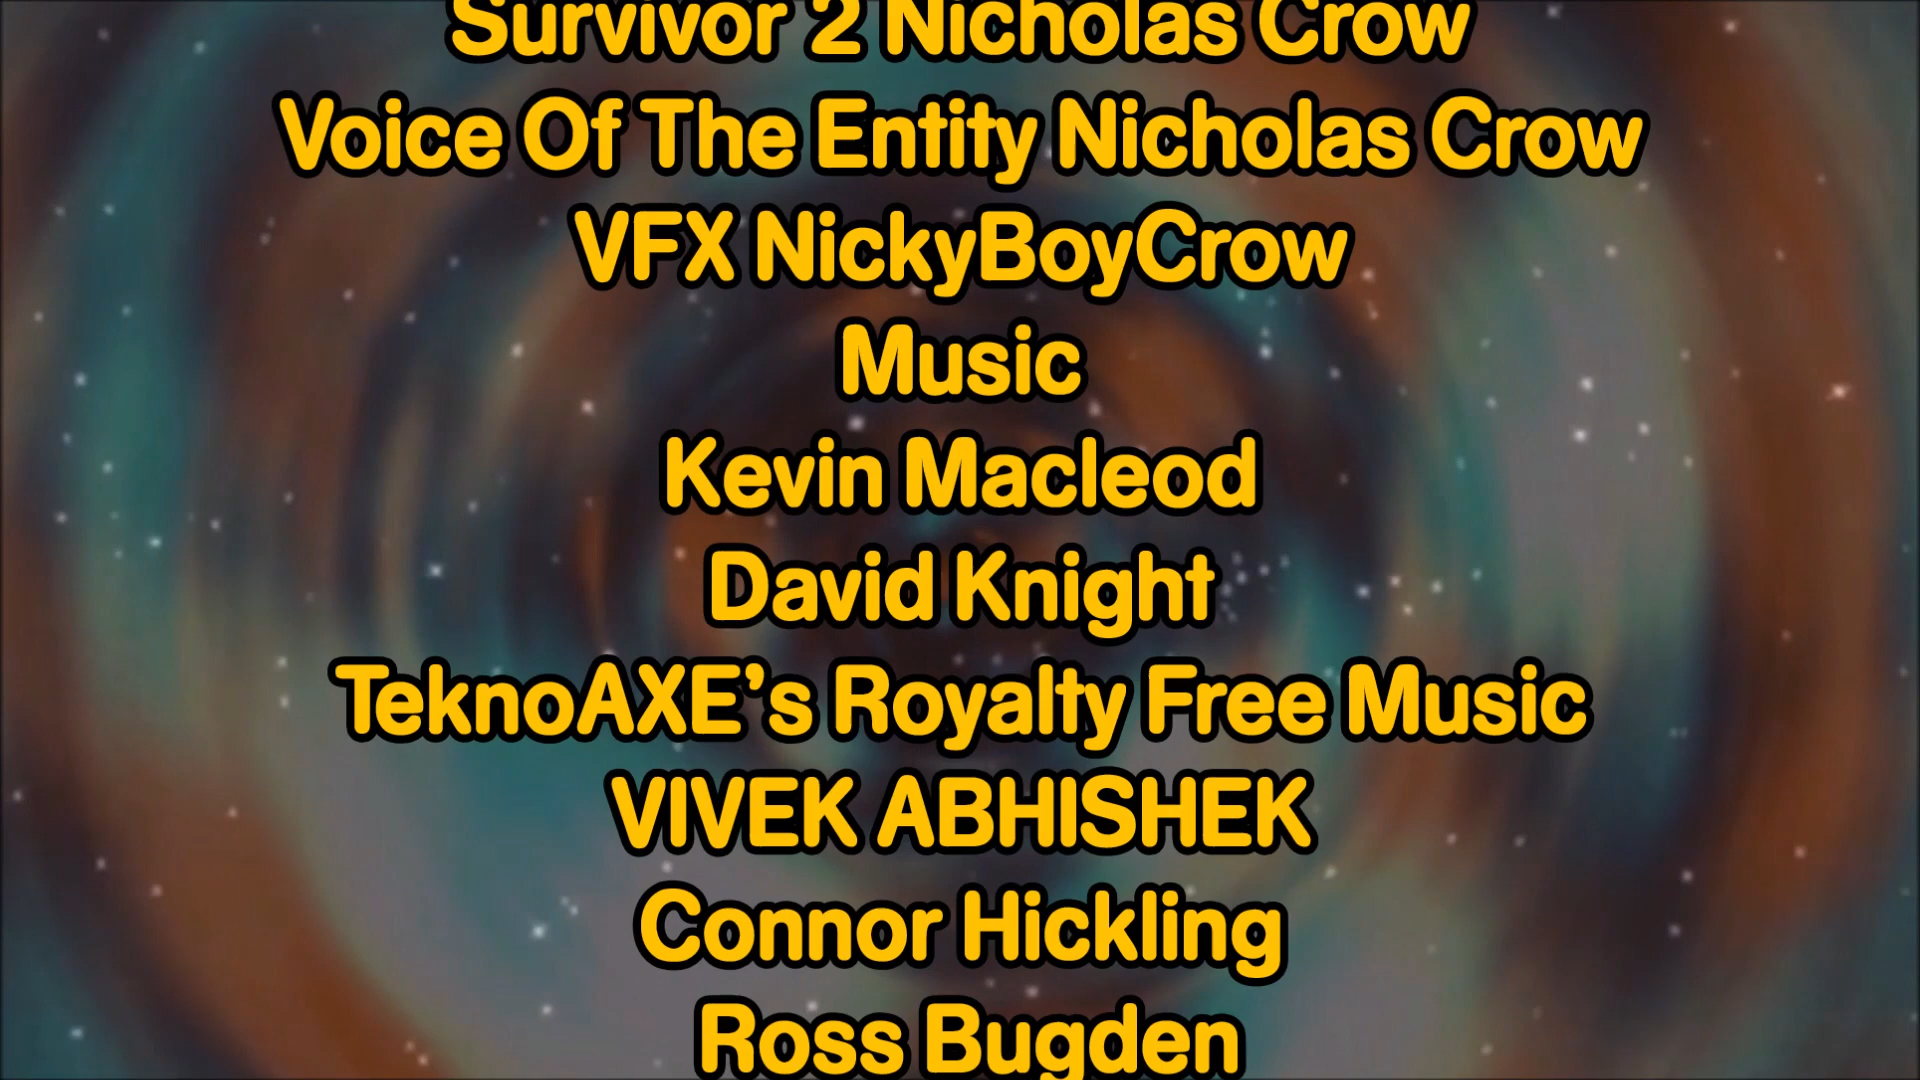 Survivor 2 Nicholas Crow
Voice Of The Entity Nicholas Crow
VFX NickyBoyCrow
Music
Kevin Macleod
David Knight
TeknoAXE’s Royalty Free Music
VIVEK ABHISHEK
Connor Hickling
Ross Bugden